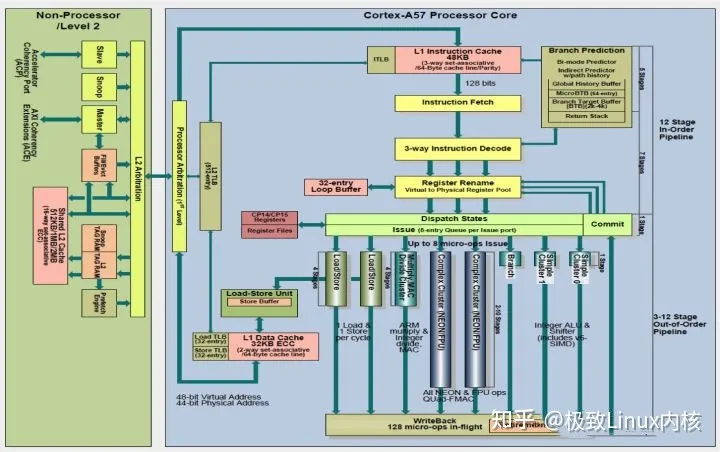 Non-Processor
/Level 2
Accelerator
Coherency Port
(ACP)
AXI Coherency
Extensions (ACE)
Slave
Snoop
Master
Fill/Evict
Buffers
Shared L2 Cache
512KB/1MB/2MB
(16-way set-associative
ECC)
Snoop
TAG RAM
L2
TAG RAM
Prefetch
Engine
L2 Arbitration
Cortex-A57 Processor Core
Processor Arbitration (1st Level)
ITLB
L2 TLB
(512-entry)
L1 Instruction Cache
48KB
(3-way set-associative
/64-Byte cache line/Parity)
128 bits
Instruction Fetch
3-way Instruction Decode
32-entry
Loop Buffer
Register Rename
Virtual to Physical Register Pool
Branch Prediction
Bi-mode Predictor
Indirect Predictor
w/path history
Global History Buffer
MicroBTB (64-entry)
Branch Target Buffer
(BTB)(2k-4k)
Return Stack
5 Stages
7 Stages
12 Stage
In-Order
Pipeline
CP14/CP15
Registers
Register Files
Dispatch States
Issue (8-entry Queue per Issue port)
Commit
1 Stage
Up to 8 micro-ops Issue
4 Stages
Load/Store
Load/Store
4 Stages
Multiply/MAC
Divide Cluster
Complex Cluster (NEON/FPU)
Complex Cluster (NEON/FPU)
2-10 Stages
Branch
Simple
Cluster 1
Simple
Cluster 0
1 Stage
Load-Store Unit
Store Buffer
Load TLB
(32-entry)
Store TLB
(32-entry)
L1 Data Cache
32KB ECC
(2-way set-associative
/64-Byte cache line)
1 Load &
1 Store
per cycle
ARM
multiply &
Integer
divide,
MAC
Integer ALU &
Shifter
(includes v6-
SIMD)
3-12 Stage
Out-of-Order
Pipeline
48-bit Virtual Address
44-bit Physical Address
All NEON & FPU ops
QUad-FMAC
WriteBack
128 micro-ops in-flight
知乎 @极致Linux内核